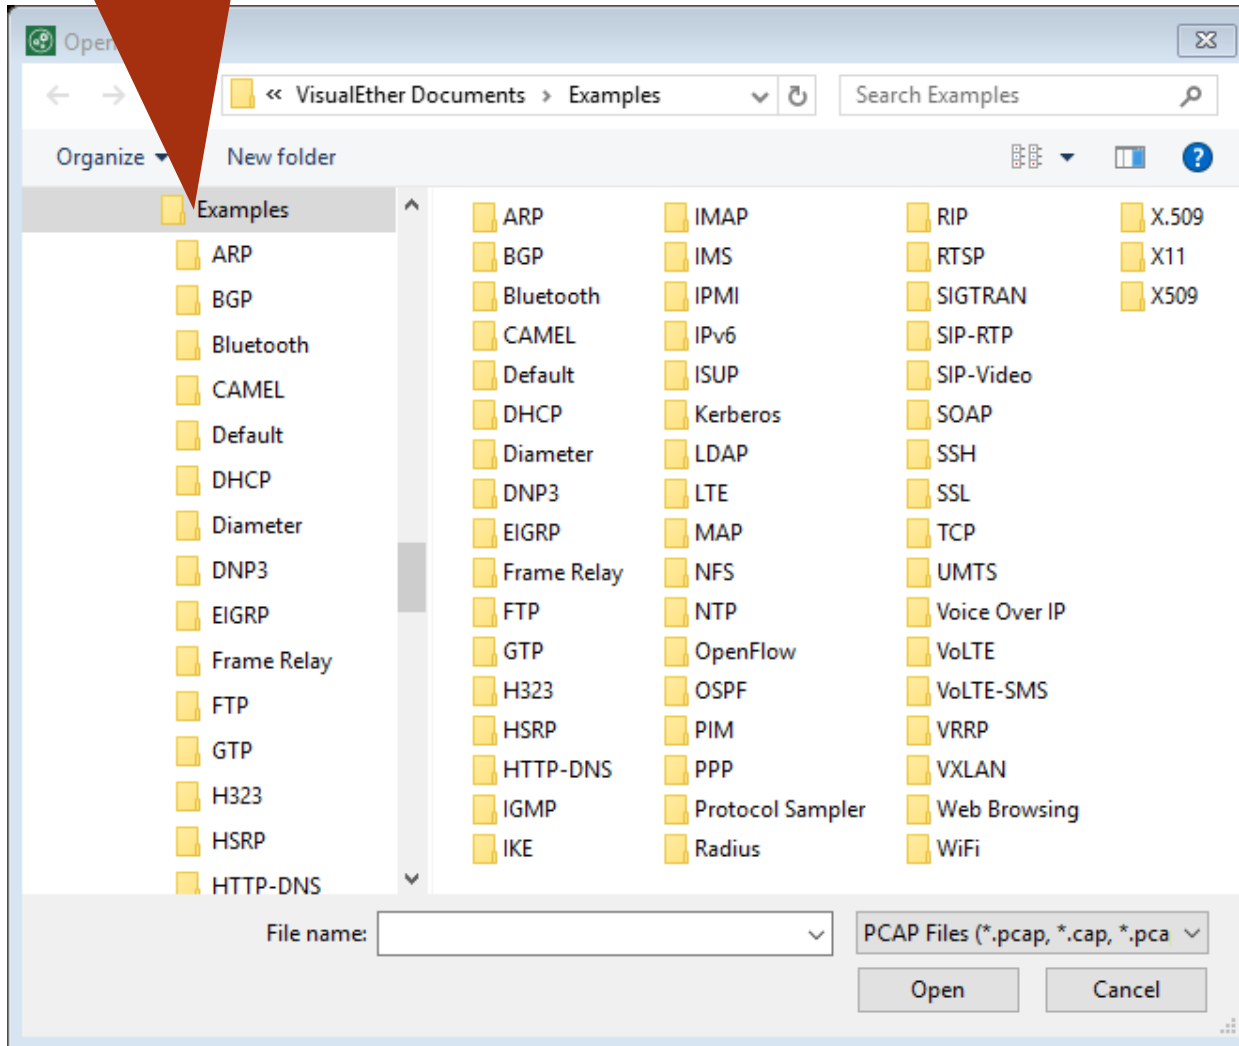 Open
« VisualEther Documents > Examples
Search Examples
Organize
New folder
?
Examples
ARP
BGP
Bluetooth
CAMEL
Default
DHCP
Diameter
DNP3
EIGRP
Frame Relay
FTP
GTP
H323
HSRP
HTTP-DNS
ARP
BGP
Bluetooth
CAMEL
Default
DHCP
Diameter
DNP3
EIGRP
Frame Relay
FTP
GTP
H323
HSRP
HTTP-DNS
IGMP
IKE
IMAP
IMS
IPMI
IPv6
ISUP
Kerberos
LDAP
LTE
MAP
NFS
NTP
OpenFlow
OSPF
PIM
PPP
Protocol Sampler
Radius
RIP
RTSP
SIGTRAN
SIP-RTP
SIP-Video
SOAP
SSH
SSL
TCP
UMTS
Voice Over IP
VoLTE
VoLTE-SMS
VRRP
VXLAN
Web Browsing
WiFi
X.509
X11
X509
File name:
PCAP Files (*.pcap, *.cap, *.pca
Open
Cancel